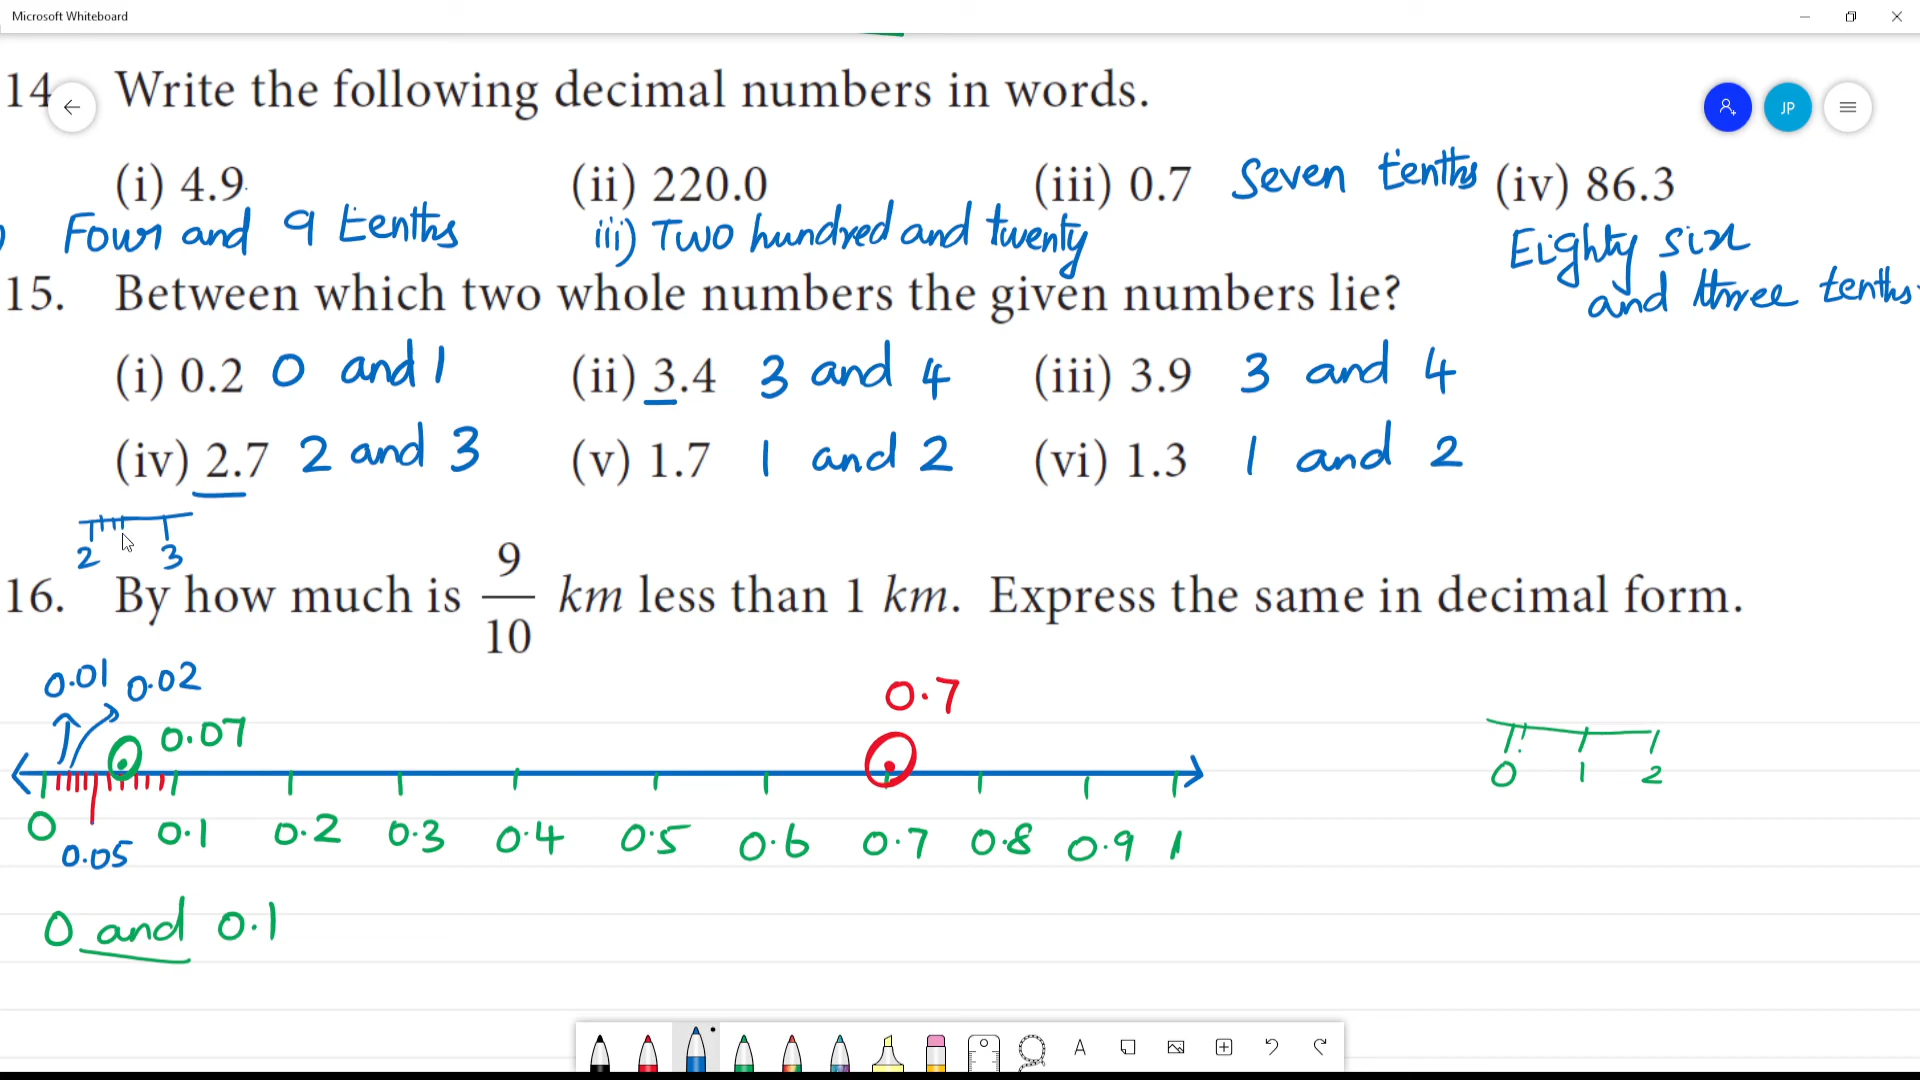 Microsoft Whiteboard
14 Write the following decimal numbers in words.
JP
(i) 4.9 (ii) 220.0 (iii) 0.7 Seven tenths (iv) 86.3
Four and 9 tenths iii) Two hundred and twenty Eighty six
and three tenths.
15. Between which two whole numbers the given numbers lie?
(i) 0.2 0 and 1 (ii) 3.4 3 and 4 (iii) 3.9 3 and 4
(iv) 2.7 2 and 3 (v) 1.7 1 and 2 (vi) 1.3 1 and 2
2 3
16. By how much is 9/10 km less than 1 km. Express the same in decimal form.
0.01 0.02 0.7
0.07
0 1 2
0 0.1 0.2 0.3 0.4 0.5 0.6 0.7 0.8 0.9 1
0.05
0 and 0.1
A